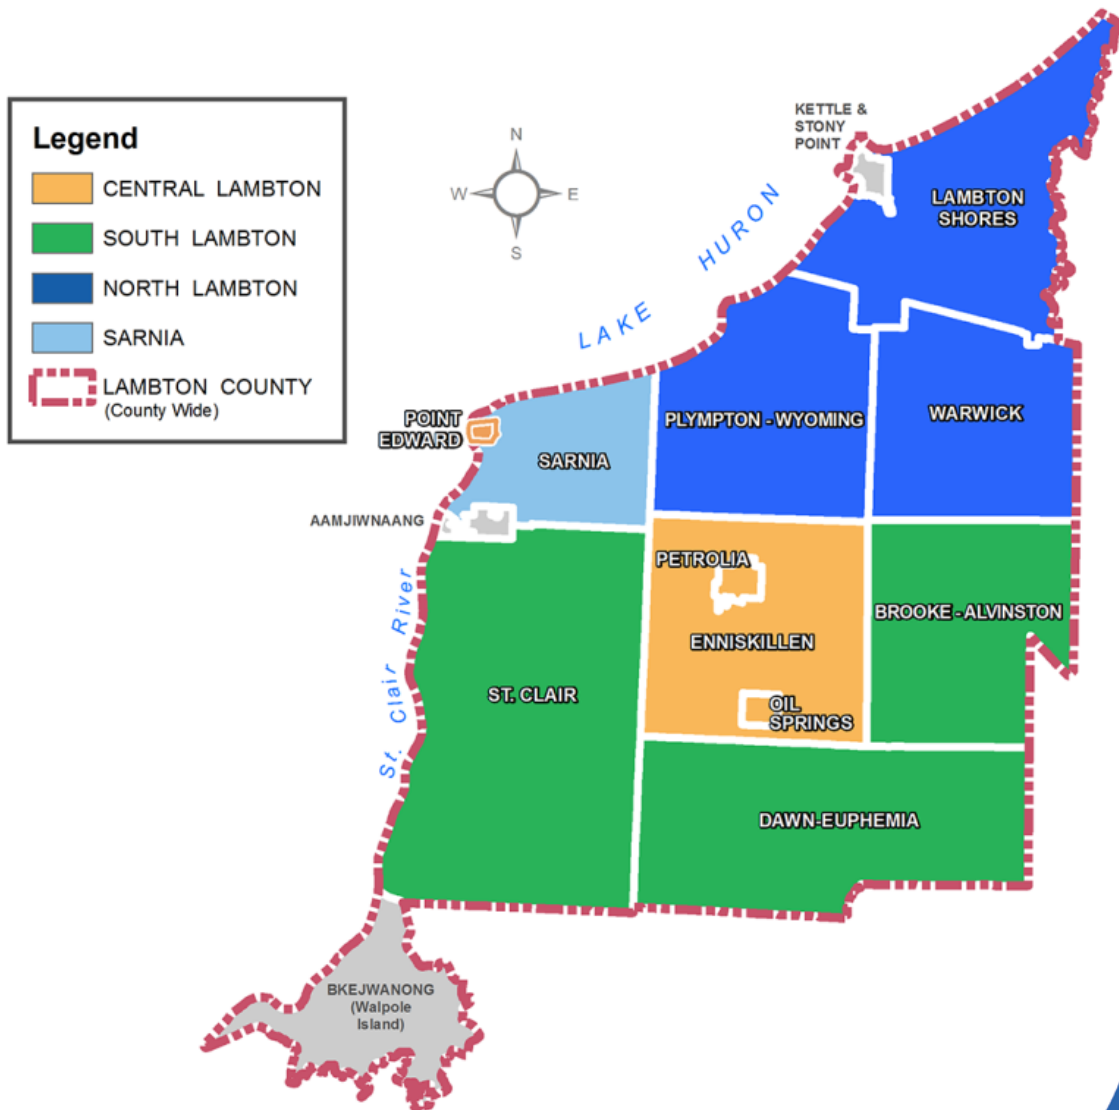 Legend
CENTRAL LAMBTON
SOUTH LAMBTON
NORTH LAMBTON
SARNIA
LAMBTON COUNTY
(County Wide)
N
W
E
S
KETTLE &
STONY
POINT
LAMBTON
SHORES
LAKE HURON
POINT
EDWARD
SARNIA
PLYMPTON - WYOMING
WARWICK
AAMJIWNAANG
St. Clair River
PETROLIA
ENNISKILLEN
OIL
SPRINGS
BROOKE - ALVINSTON
ST. CLAIR
DAWN-EUPHEMIA
BKEJWANONG
(Walpole
Island)